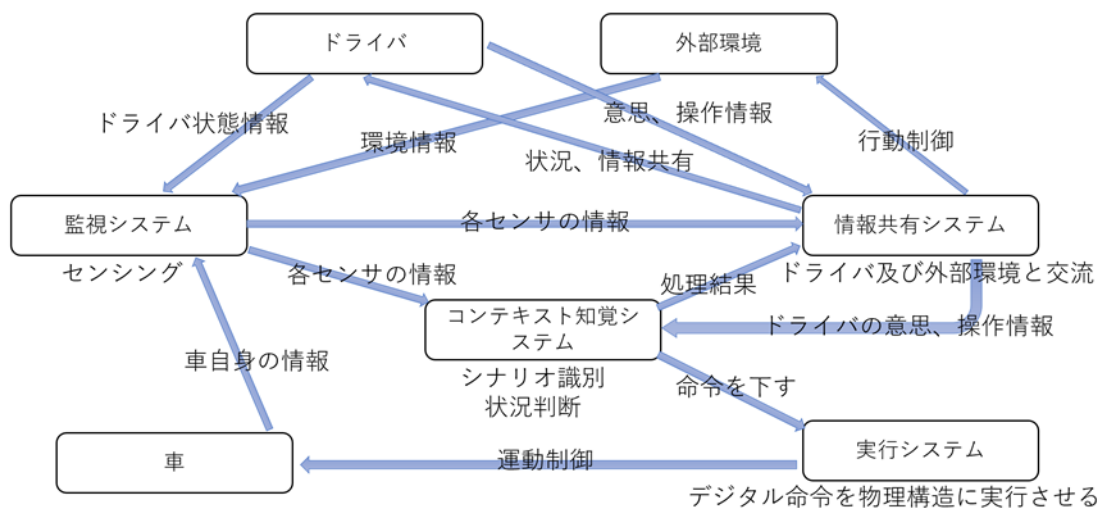 ドライバ
外部環境
ドライバ状態情報
環境情報
意思、操作情報
状況、情報共有
行動制御
監視システム
センシング
各センサの情報
情報共有システム
ドライバ及び外部環境と交流
各センサの情報
処理結果
コンテキスト知覚シ
ステム
ドライバの意思、操作情報
シナリオ識別
状況判断
車自身の情報
命令を下す
車
運動制御
実行システム
デジタル命令を物理構造に実行させる